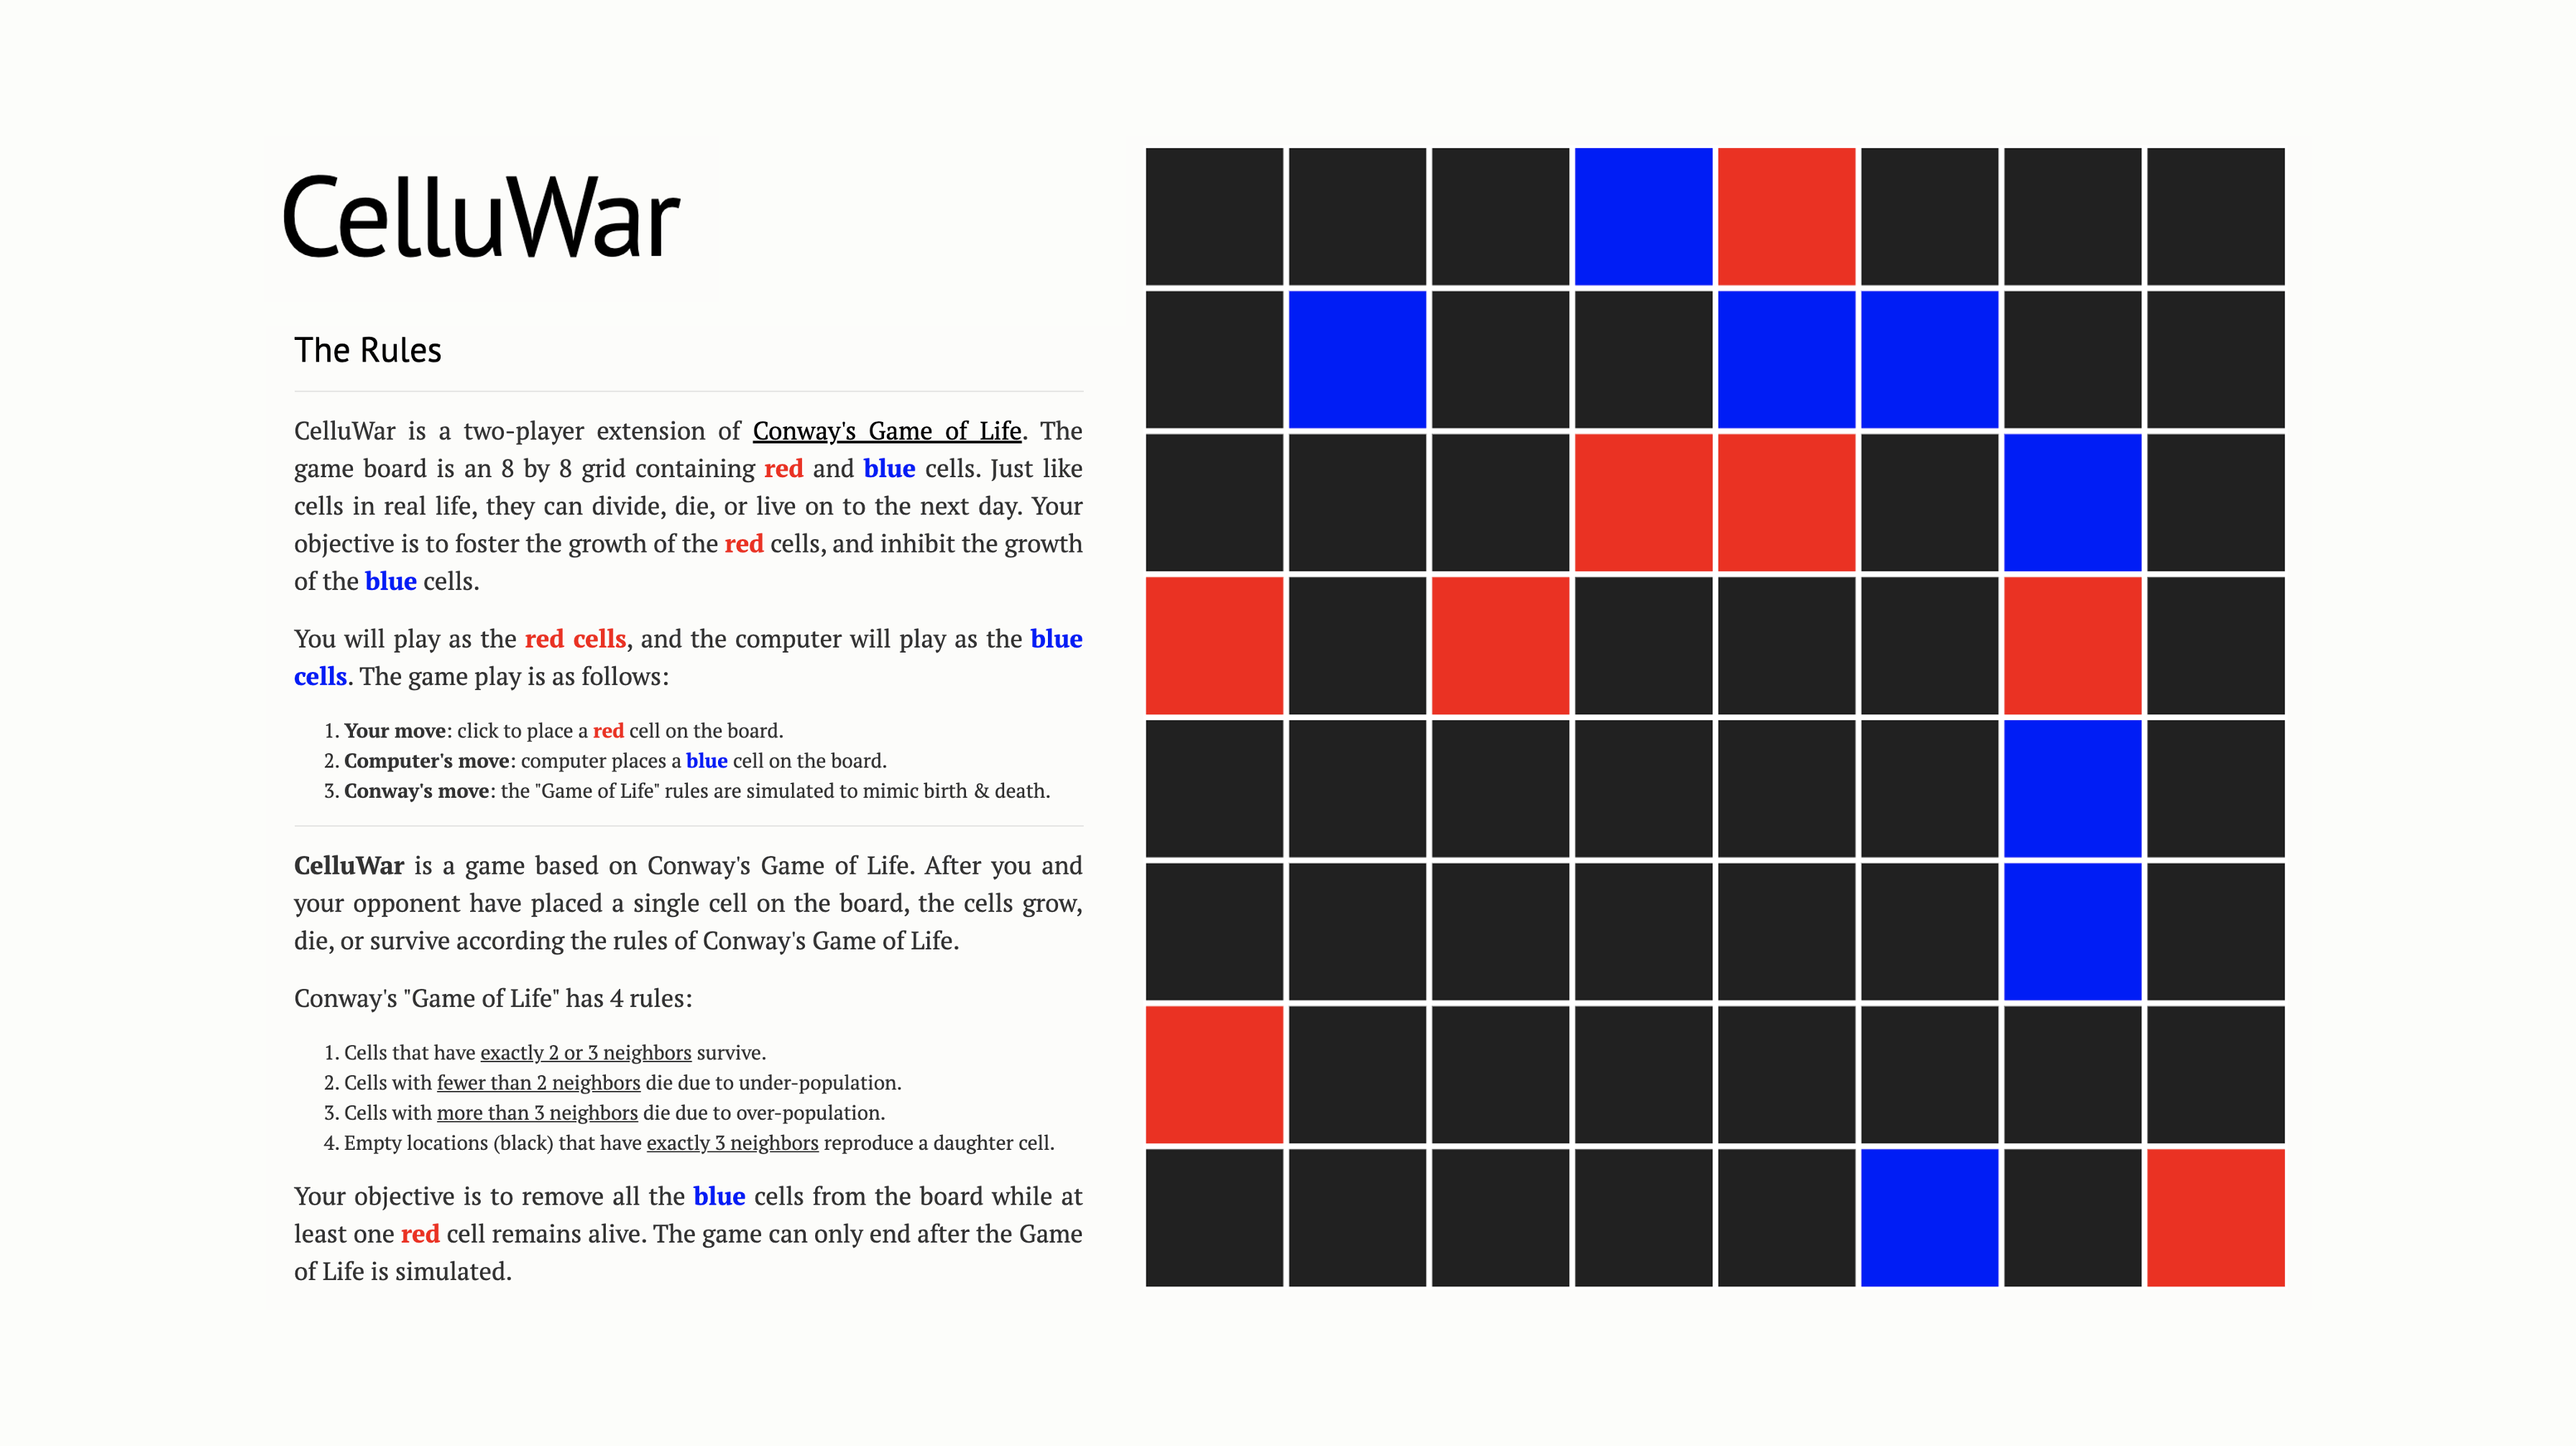 CelluWar
The Rules
CelluWar is a two-player extension of Conway's Game of Life. The
game board is an 8 by 8 grid containing red and blue cells. Just like
cells in real life, they can divide, die, or live on to the next day. Your
objective is to foster the growth of the red cells, and inhibit the growth
of the blue cells.
You will play as the red cells, and the computer will play as the blue
cells. The game play is as follows:
1. Your move: click to place a red cell on the board.
2. Computer's move: computer places a blue cell on the board.
3. Conway's move: the "Game of Life" rules are simulated to mimic birth & death.
CelluWar is a game based on Conway's Game of Life. After you and
your opponent have placed a single cell on the board, the cells grow,
die, or survive according the rules of Conway's Game of Life.
Conway's "Game of Life" has 4 rules:
1. Cells that have exactly 2 or 3 neighbors survive.
2. Cells with fewer than 2 neighbors die due to under-population.
3. Cells with more than 3 neighbors die due to over-population.
4. Empty locations (black) that have exactly 3 neighbors reproduce a daughter cell.
Your objective is to remove all the blue cells from the board while at
least one red cell remains alive. The game can only end after the Game
of Life is simulated.